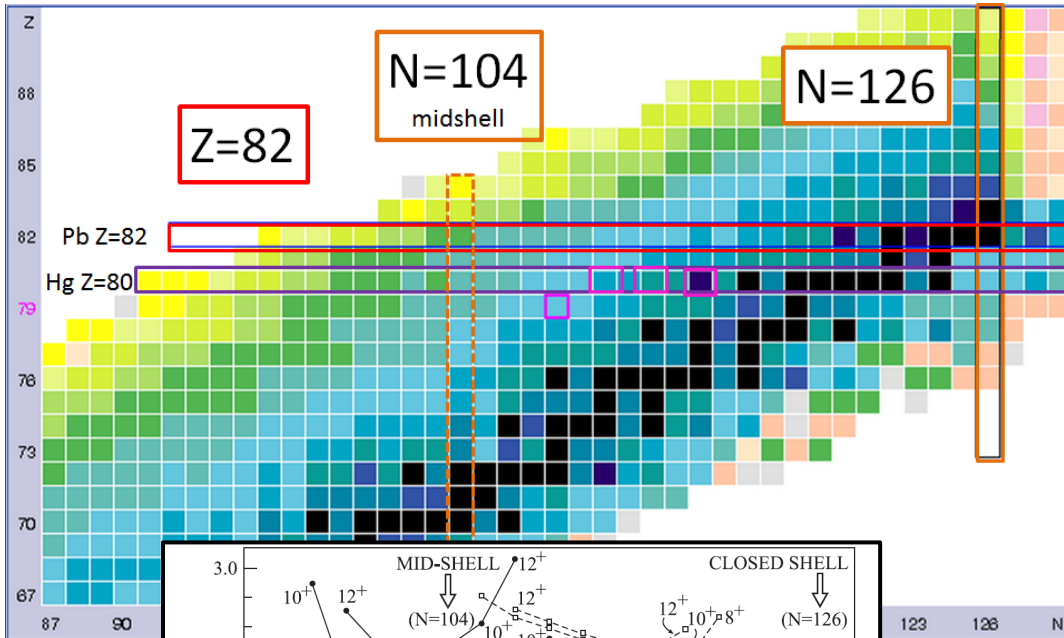 Z
N=104
midshell
N=126
88
Z=82
85
Pb Z=82
82
Hg Z=80
79
76
73
70
3.0
MID-SHELL
12+
CLOSED SHELL
10+
12+
12+
(N=104)
12+
10+
8+
(N=126)
10+
67
87
90
123
126
N